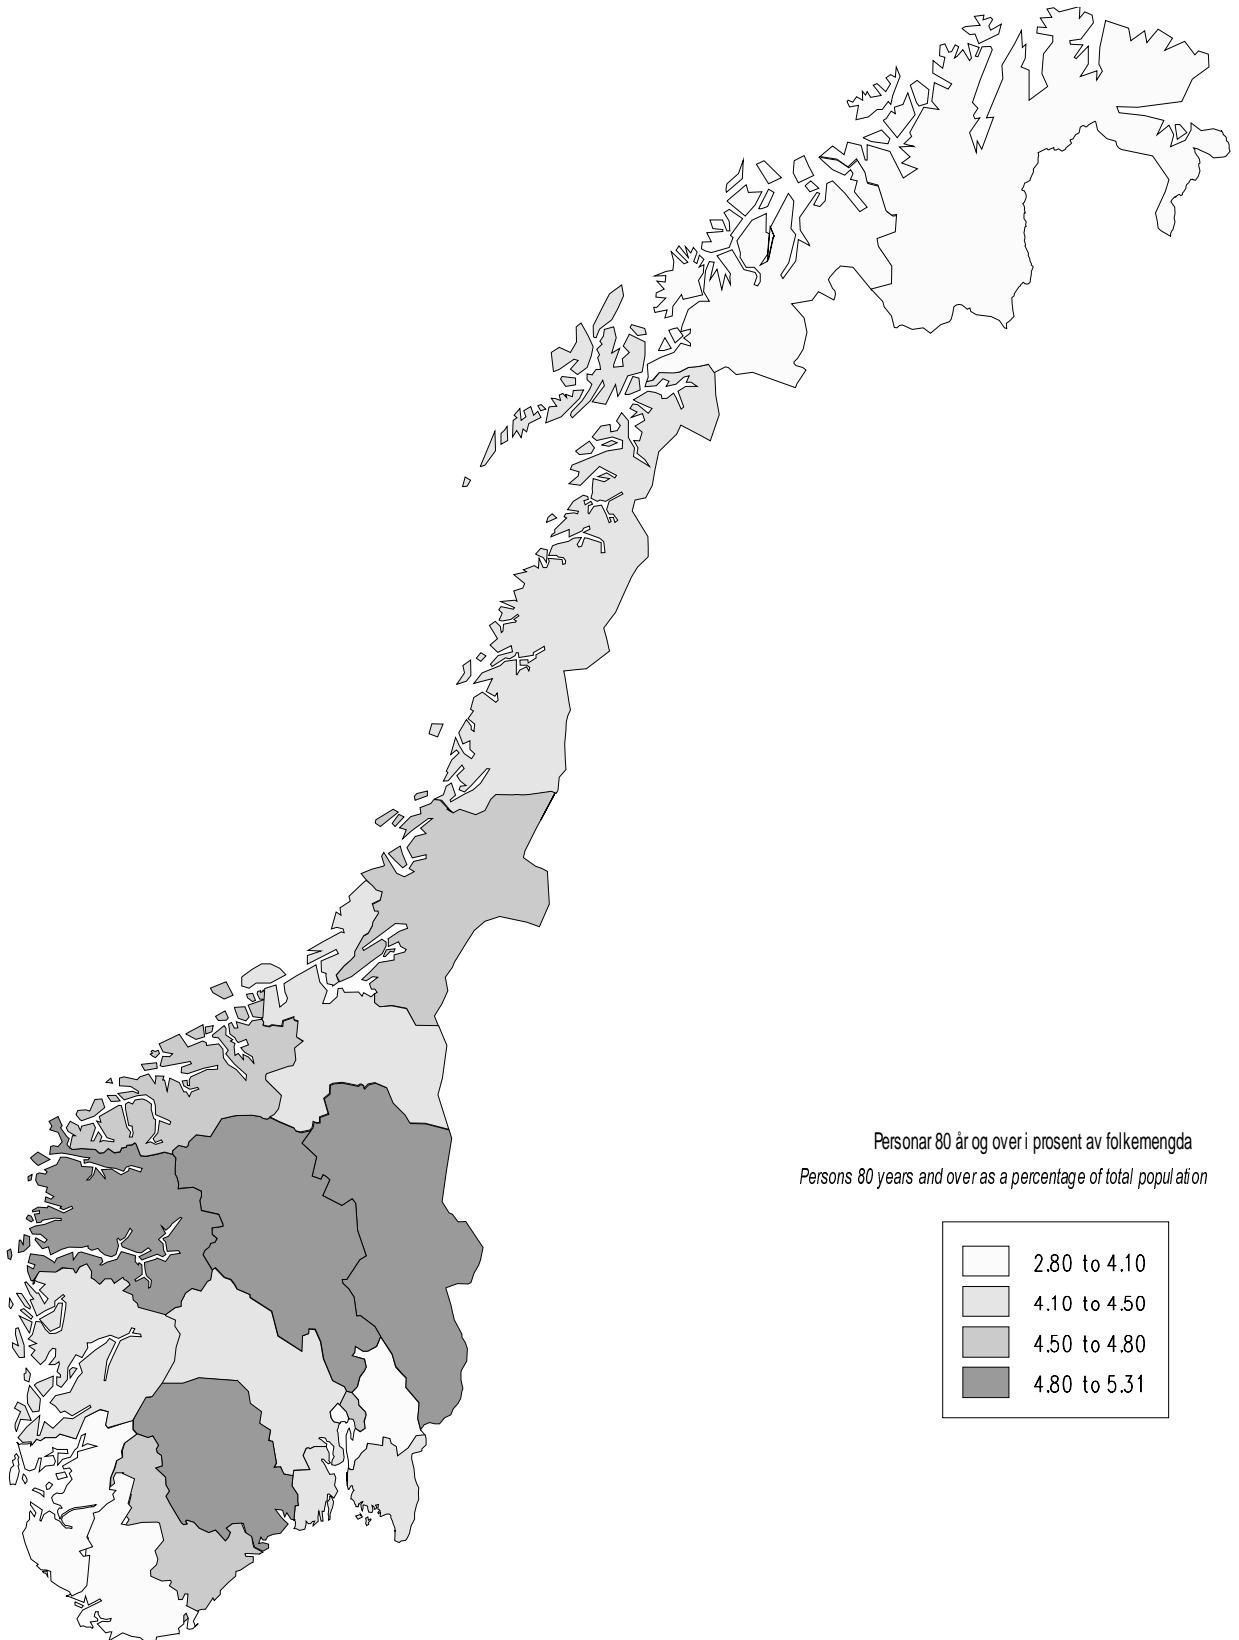 Personar 80 år og over i prosent av folkemengda
Persons 80 years and over as a percentage of total population
2.80 to 4.10
4.10 to 4.50
4.50 to 4.80
4.80 to 5.31